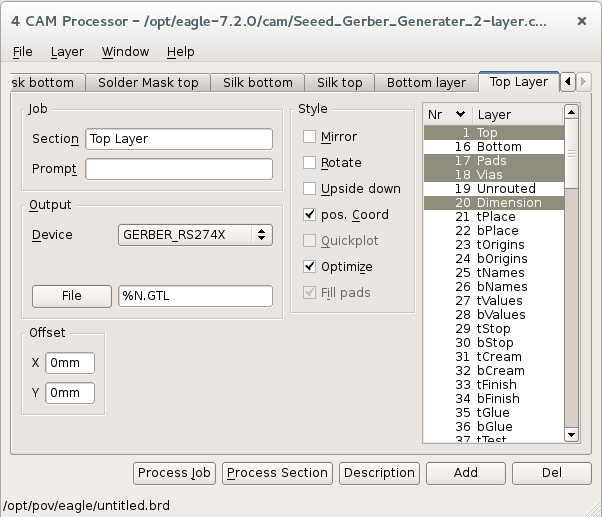 4 CAM Processor - /opt/eagle-7.2.0/cam/Seeed_Gerber_Generater_2-layer.c...
File Layer Window Help
sk bottom Solder Mask top Silk bottom Silk top Bottom layer Top Layer
Job
Section Top Layer
Prompt
Output
Device GERBER_RS274X
File %N.GTL
Offset
X 0mm
Y 0mm
Style
Mirror
Rotate
Upside down
pos. Coord
Quickplot
Optimize
Fill pads
Nr Layer
1 Top
16 Bottom
17 Pads
18 Vias
19 Unrouted
20 Dimension
21 tPlace
22 bPlace
23 tOrigins
24 bOrigins
25 tNames
26 bNames
27 tValues
28 bValues
29 tStop
30 bStop
31 tCream
32 bCream
33 tFinish
34 bFinish
35 tGlue
36 bGlue
37 tTest
Process Job Process Section Description Add Del
/opt/pov/eagle/untitled.brd